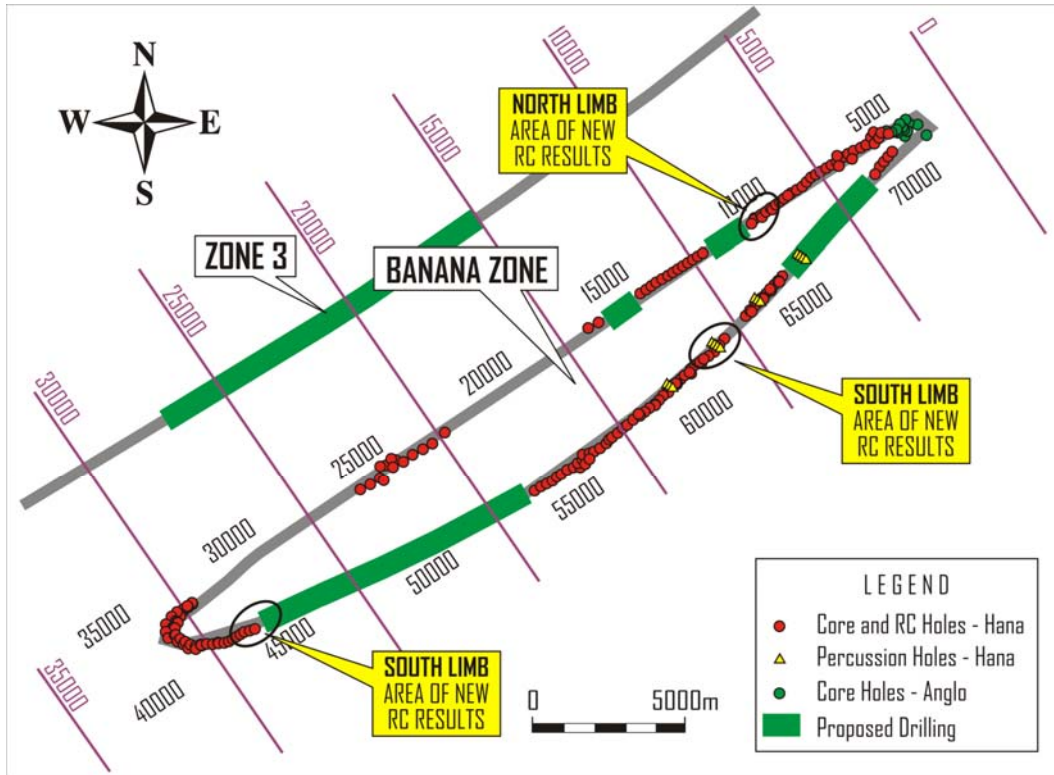 N
W E
S
0
5000
10000
15000
20000
25000
30000
35000
NORTH LIMB
AREA OF NEW
RC RESULTS
ZONE 3
BANANA ZONE
5000
10000
15000
20000
25000
30000
35000
40000
45000
50000
55000
60000
65000
70000
SOUTH LIMB
AREA OF NEW
RC RESULTS
SOUTH LIMB
AREA OF NEW
RC RESULTS
0 5000m
LEGEND
Core and RC Holes - Hana
Percussion Holes - Hana
Core Holes - Anglo
Proposed Drilling